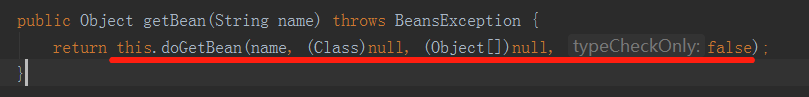 public Object getBean(String name) throws BeansException {
return this.doGetBean(name, (Class)null, (Object[])null, typeCheckOnly: false);
}